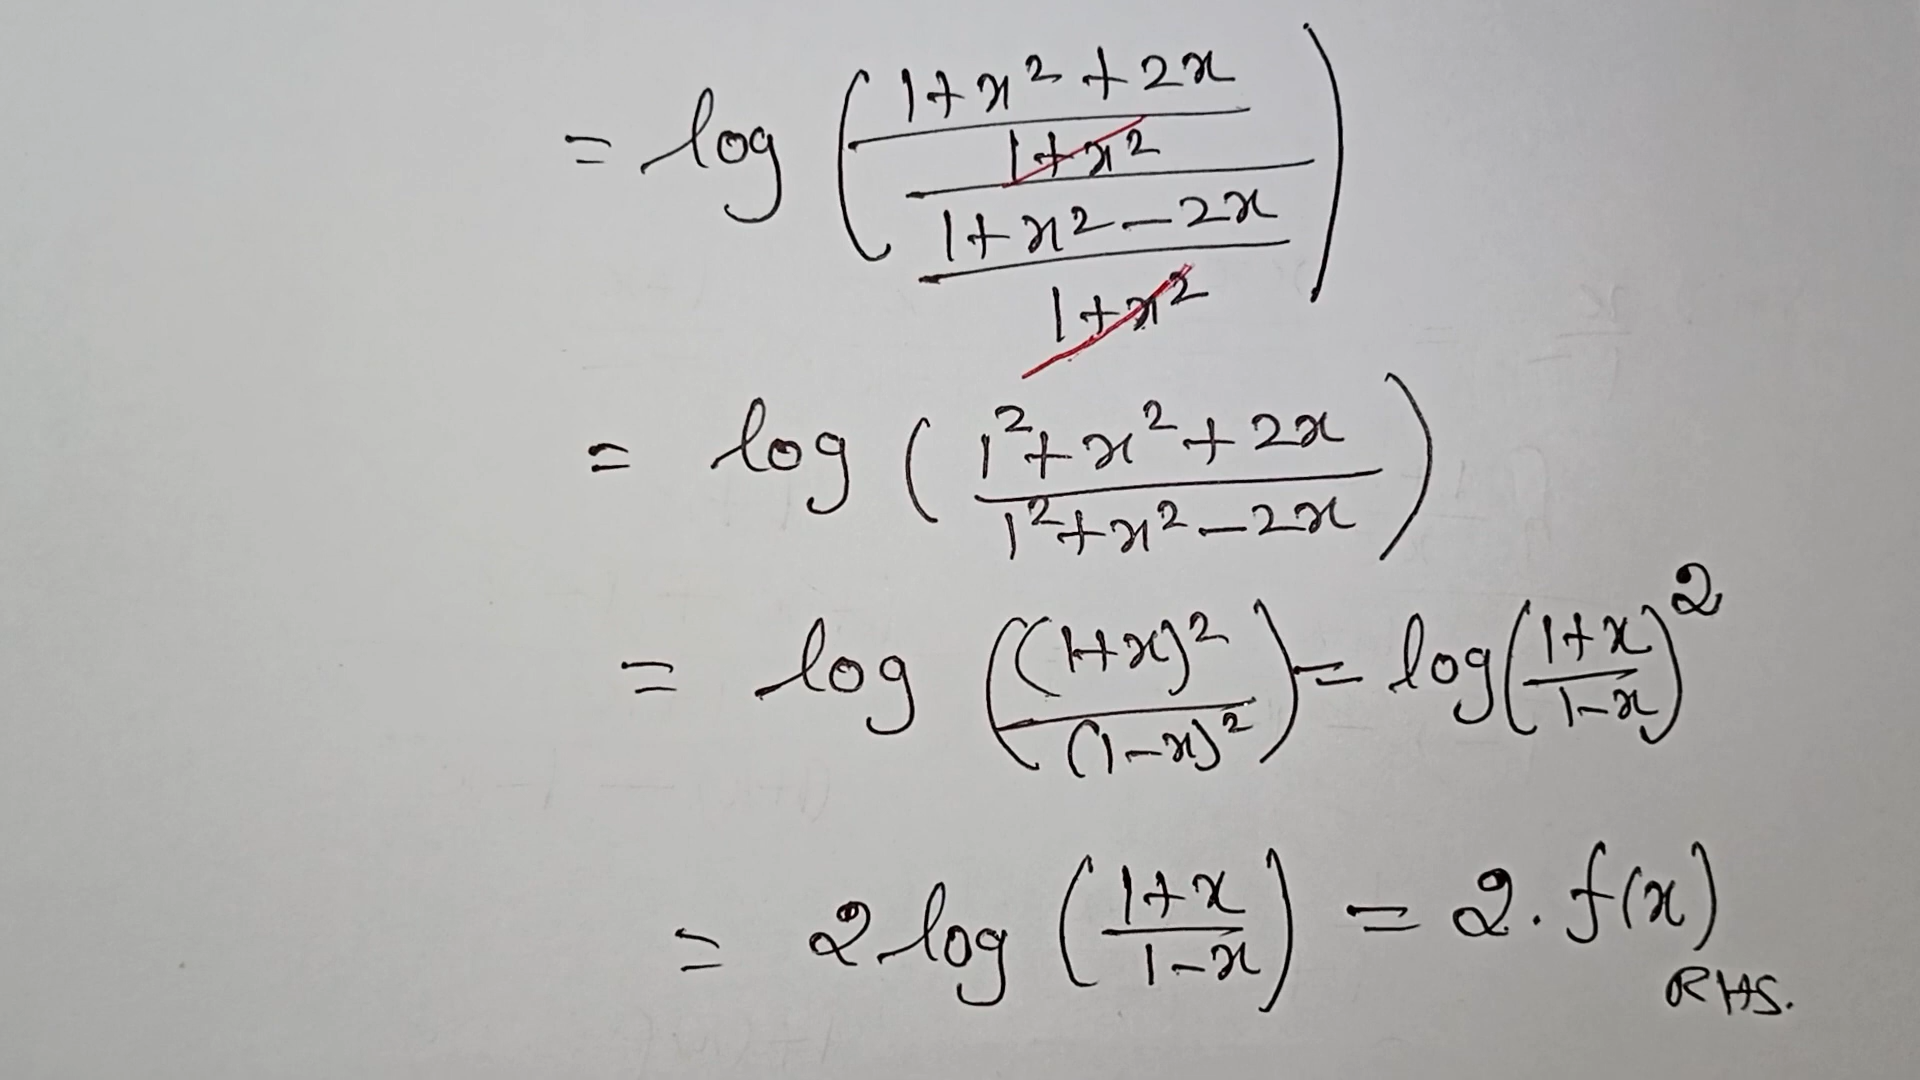 = log ( (1+x² + 2x / 1+x²) / (1+x² - 2x / 1+x²) )
= log ( 1²+x²+2x / 1²+x²-2x )
= log ( (1+x)² / (1-x)² ) = log ( 1+x / 1-x )²
= 2 log ( 1+x / 1-x ) = 2. f(x)
RHS.